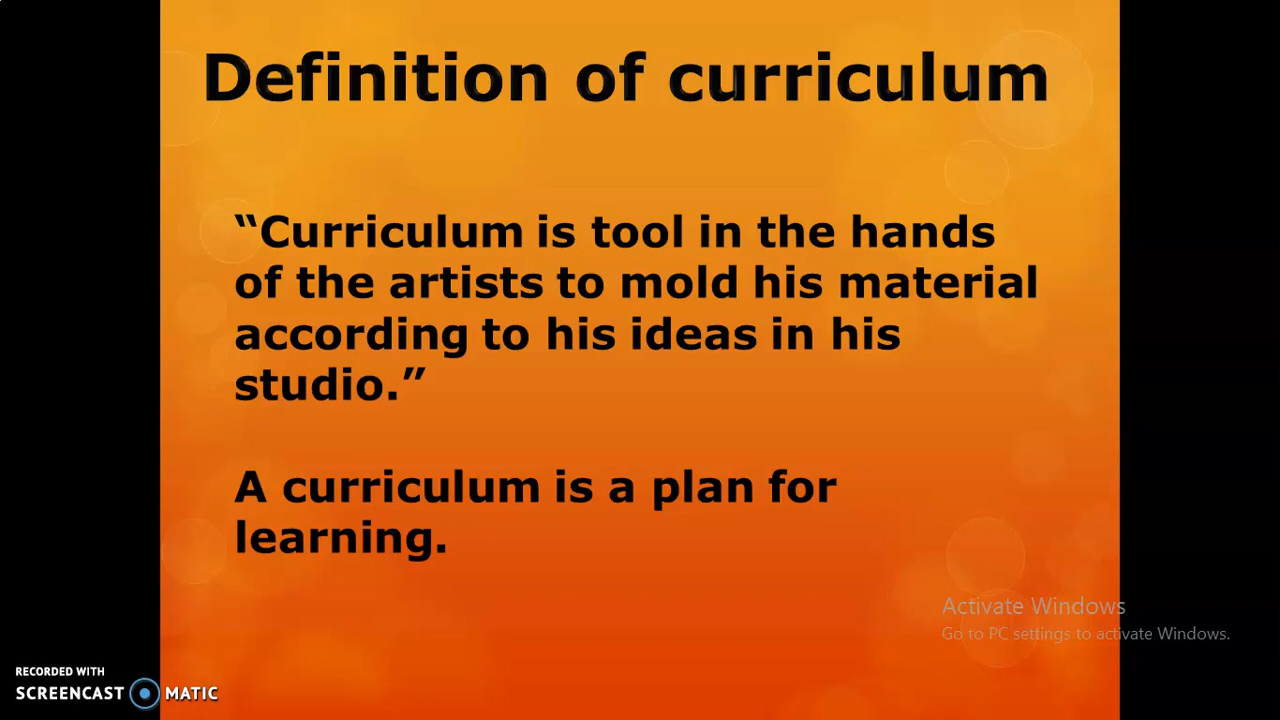 Definition of curriculum
“Curriculum is tool in the hands
of the artists to mold his material
according to his ideas in his
studio.”
A curriculum is a plan for
learning.
Activate Windows
Go to PC settings to activate Windows.
RECORDED WITH
SCREENCAST MATIC